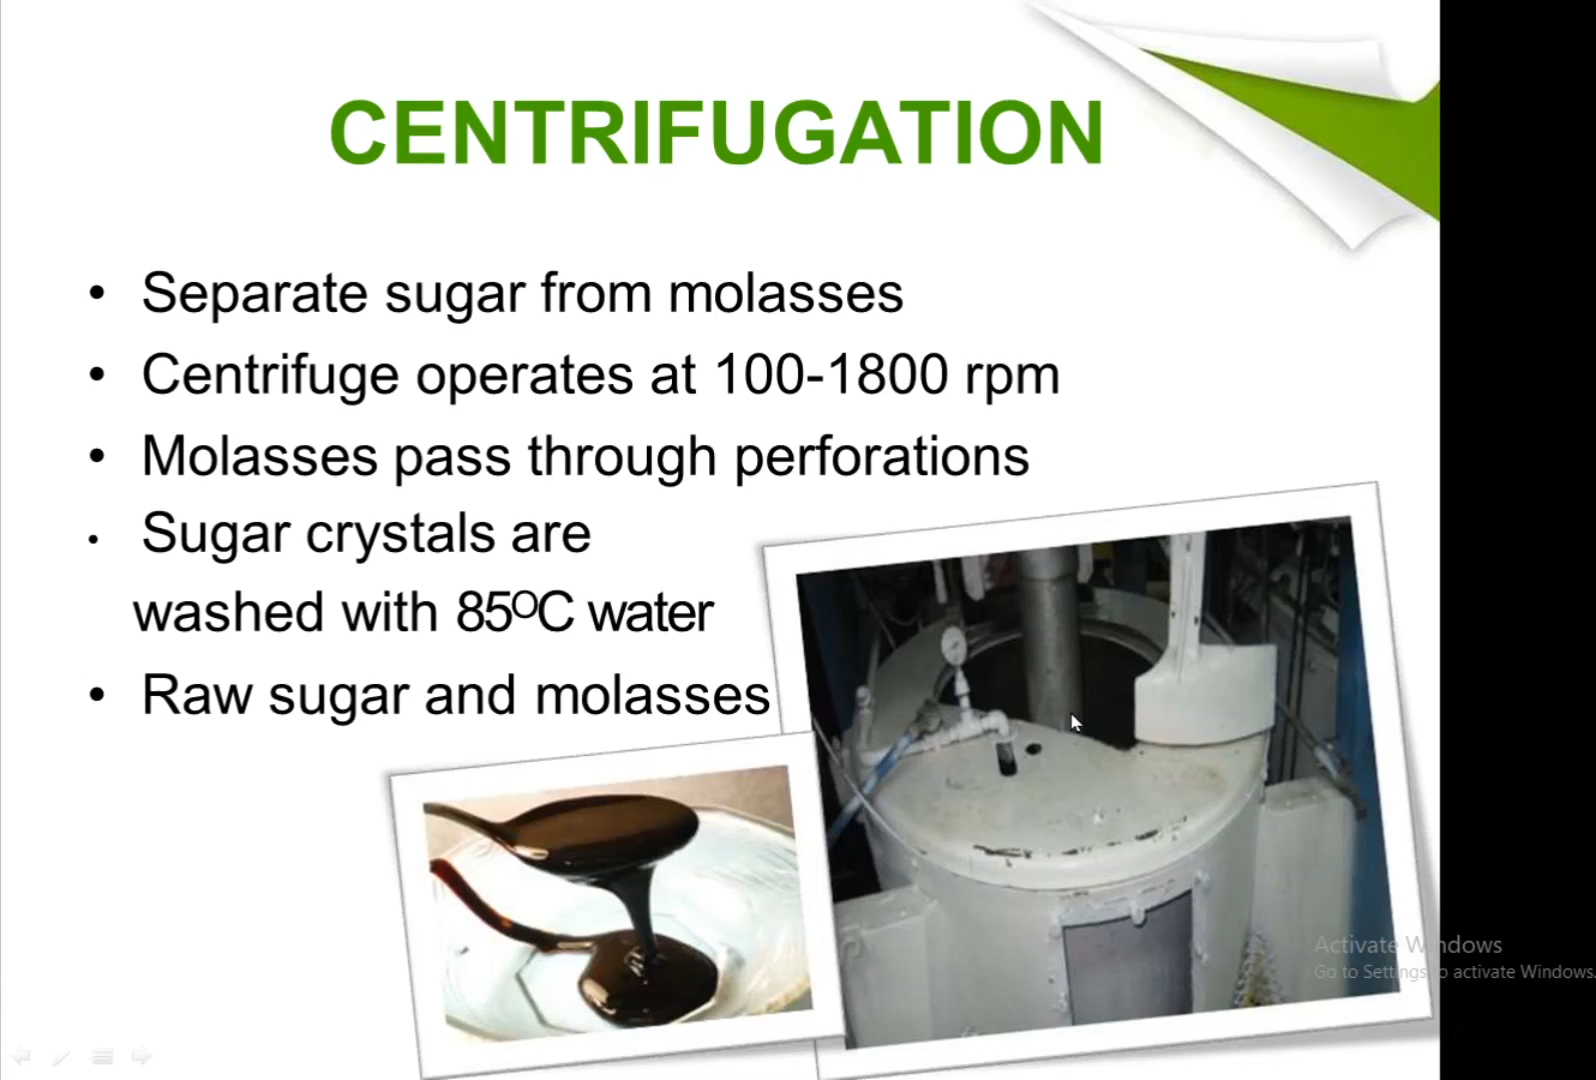 CENTRIFUGATION
• Separate sugar from molasses
• Centrifuge operates at 100-1800 rpm
• Molasses pass through perforations
• Sugar crystals are
washed with 85ᴼC water
• Raw sugar and molasses
Activate Windows
Go to Settings to activate Windows.